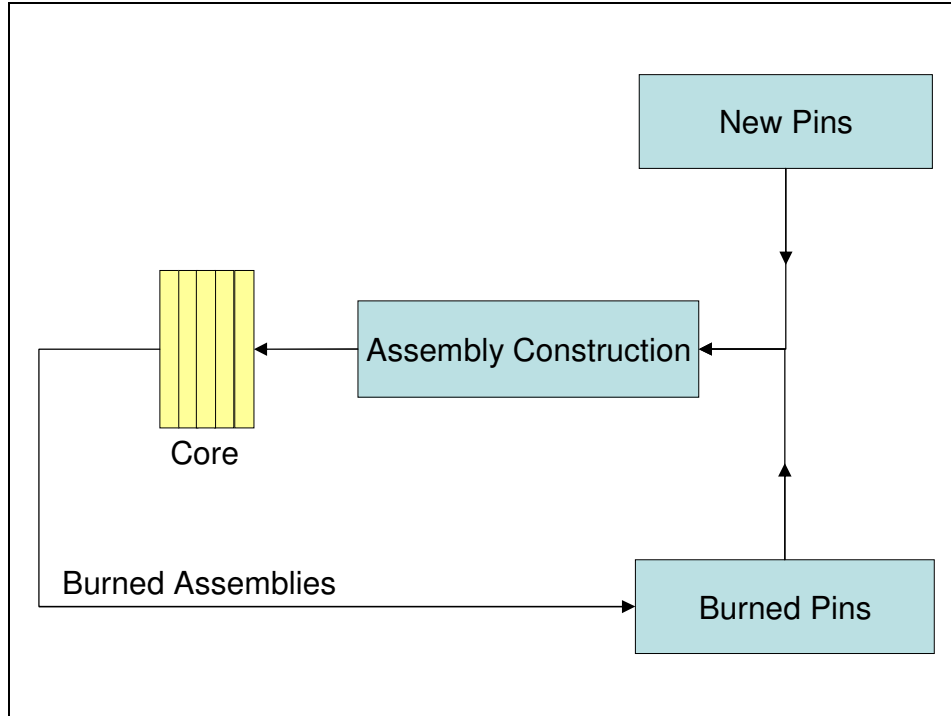 New Pins
Assembly Construction
Core
Burned Assemblies
Burned Pins